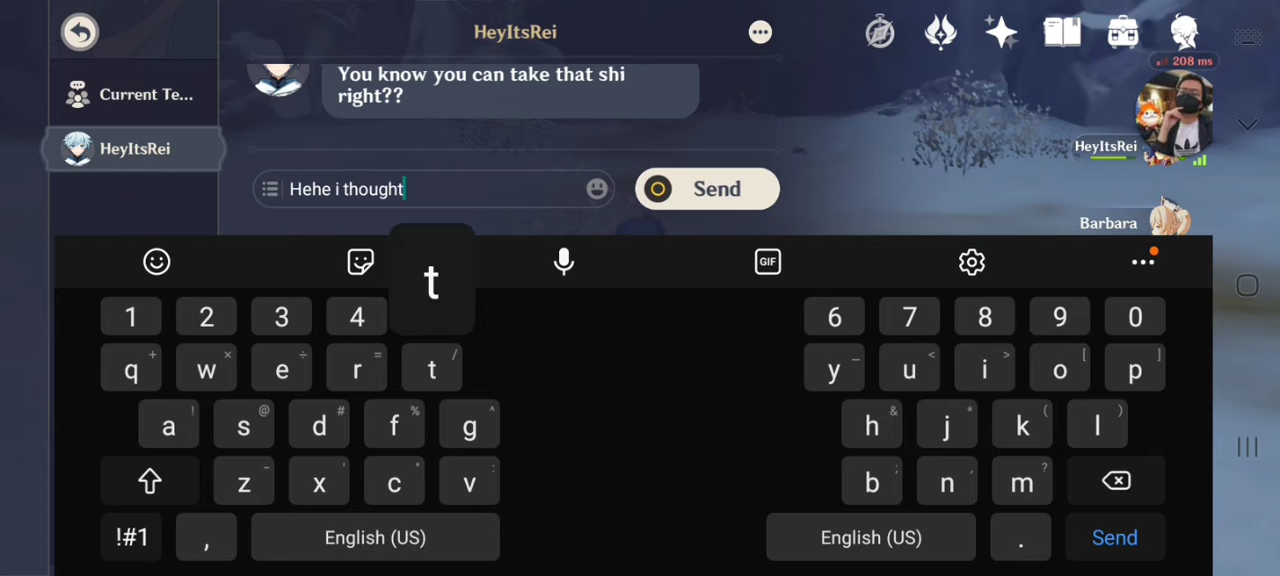 HeyItsRei
208 ms
You know you can take that shi
right??
Current Te...
HeyItsRei
HeyItsRei
Hehe i thought
Send
Barbara
GIF
t
1 2 3 4 6 7 8 9 0
q + w × e ÷ r = t / y _ u < i > o [ p ]
a ! s @ d # f % g ^ h & j * k ( l )
z - x ' c " v : b ; n , m ?
!#1 , English (US) English (US) . Send